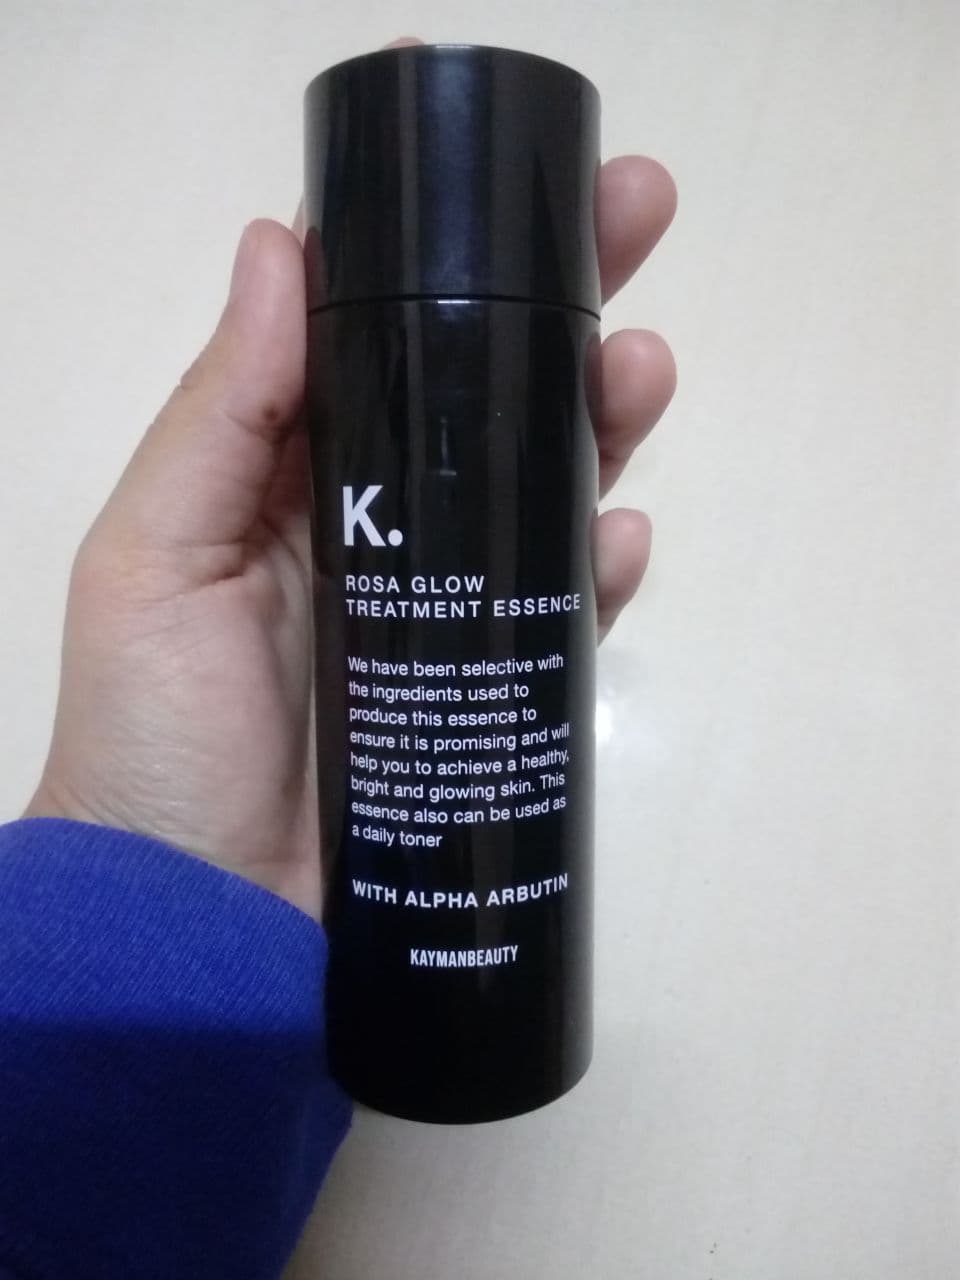 K.
ROSA GLOW
TREATMENT ESSENCE
We have been selective with
the ingredients used to
produce this essence to
ensure it is promising and will
help you to achieve a healthy,
bright and glowing skin. This
essence also can be used as
a daily toner
WITH ALPHA ARBUTIN
KAYMANBEAUTY